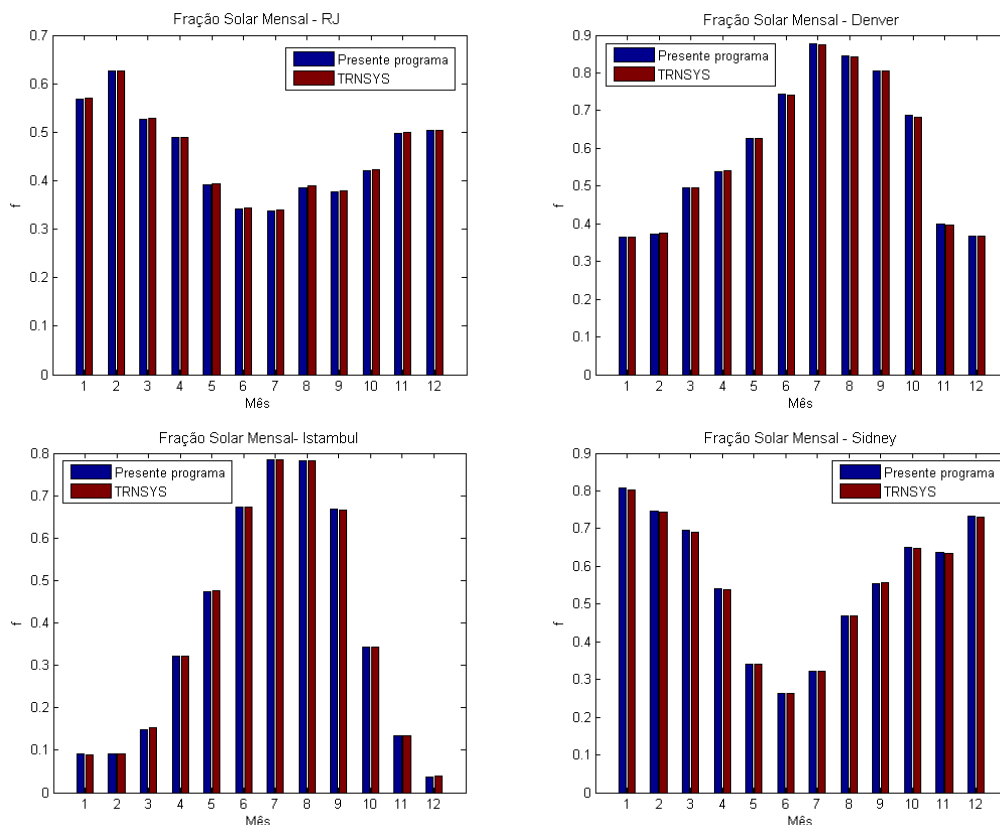 Fração Solar Mensal - RJ
0.7
0.6
0.5
0.4
0.3
0.2
0.1
0
f
Presente programa
TRNSYS
1 2 3 4 5 6 7 8 9 10 11 12
Mês
Fração Solar Mensal - Denver
0.9
0.8
0.7
0.6
0.5
0.4
0.3
0.2
0.1
0
f
Presente programa
TRNSYS
1 2 3 4 5 6 7 8 9 10 11 12
Mês
Fração Solar Mensal- Istambul
0.8
0.7
0.6
0.5
0.4
0.3
0.2
0.1
0
f
Presente programa
TRNSYS
1 2 3 4 5 6 7 8 9 10 11 12
Mês
Fração Solar Mensal - Sidney
0.9
0.8
0.7
0.6
0.5
0.4
0.3
0.2
0.1
0
f
Presente programa
TRNSYS
1 2 3 4 5 6 7 8 9 10 11 12
Mês